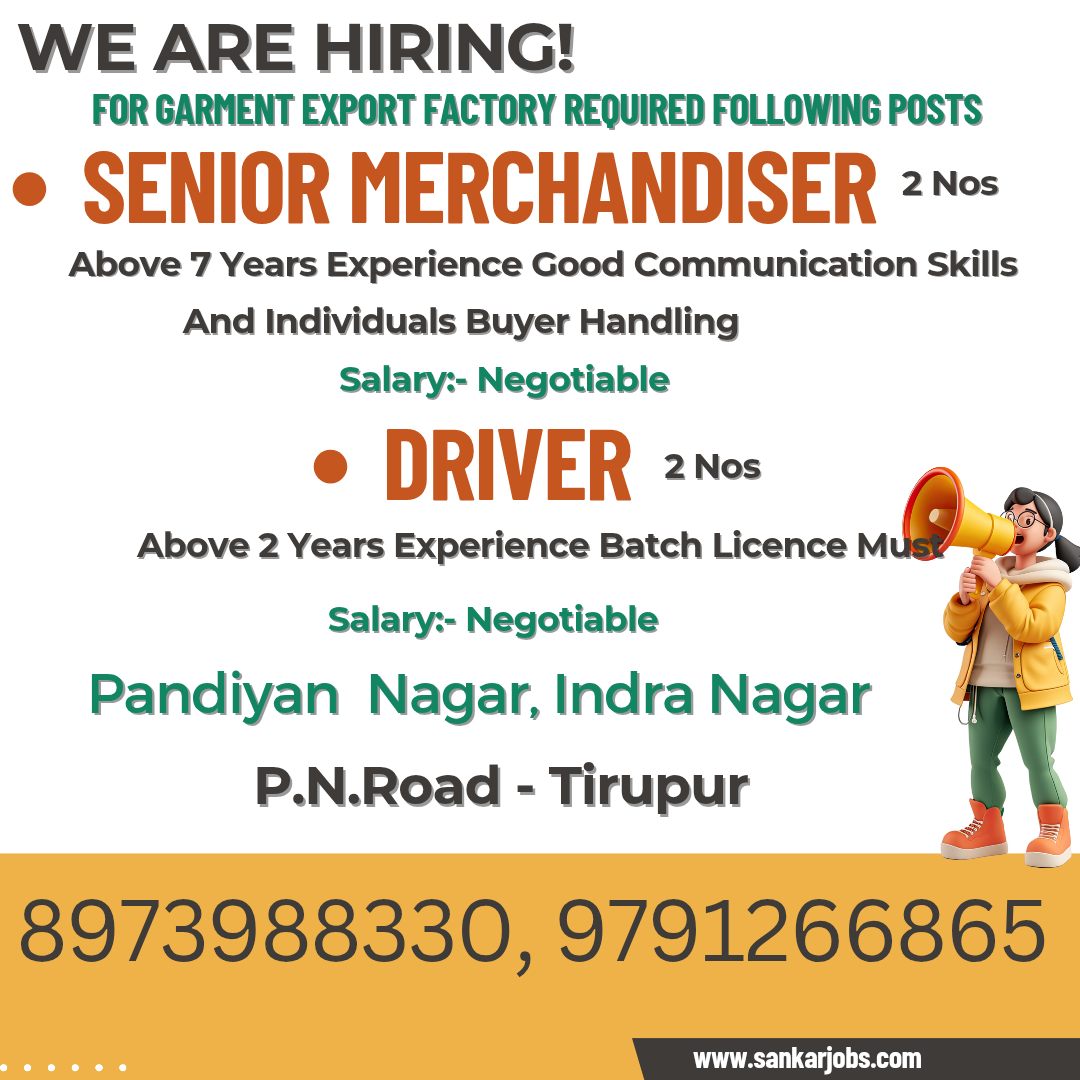 WE ARE HIRING!
FOR GARMENT EXPORT FACTORY REQUIRED FOLLOWING POSTS
• SENIOR MERCHANDISER 2 Nos
Above 7 Years Experience Good Communication Skills
And Individuals Buyer Handling
Salary:- Negotiable
• DRIVER 2 Nos
Above 2 Years Experience Batch Licence Must
Salary:- Negotiable
Pandiyan Nagar, Indra Nagar
P.N.Road - Tirupur
8973988330, 9791266865
www.sankarjobs.com